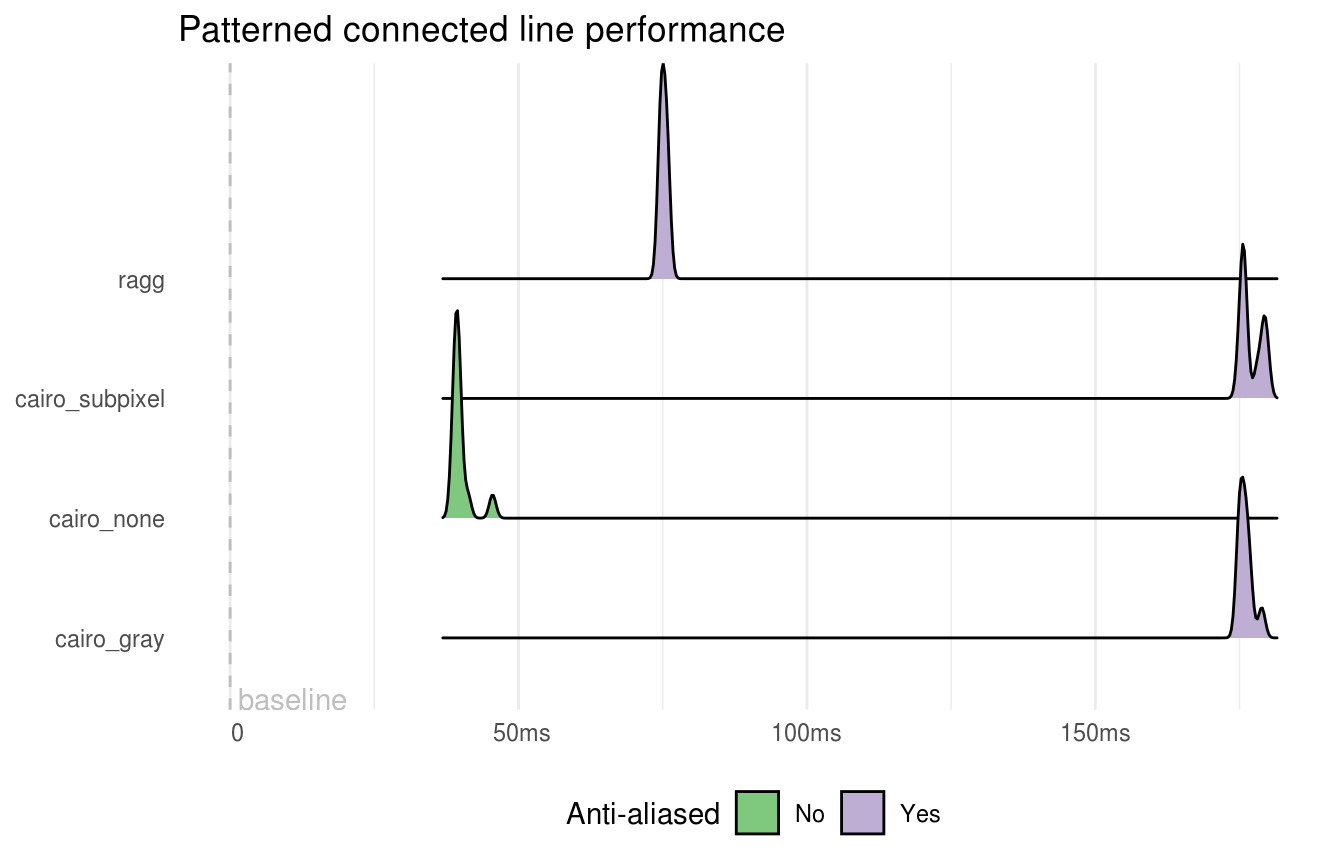 Patterned connected line performance
ragg
cairo_subpixel
cairo_none
cairo_gray
baseline
0 50ms 100ms 150ms
Anti-aliased No Yes